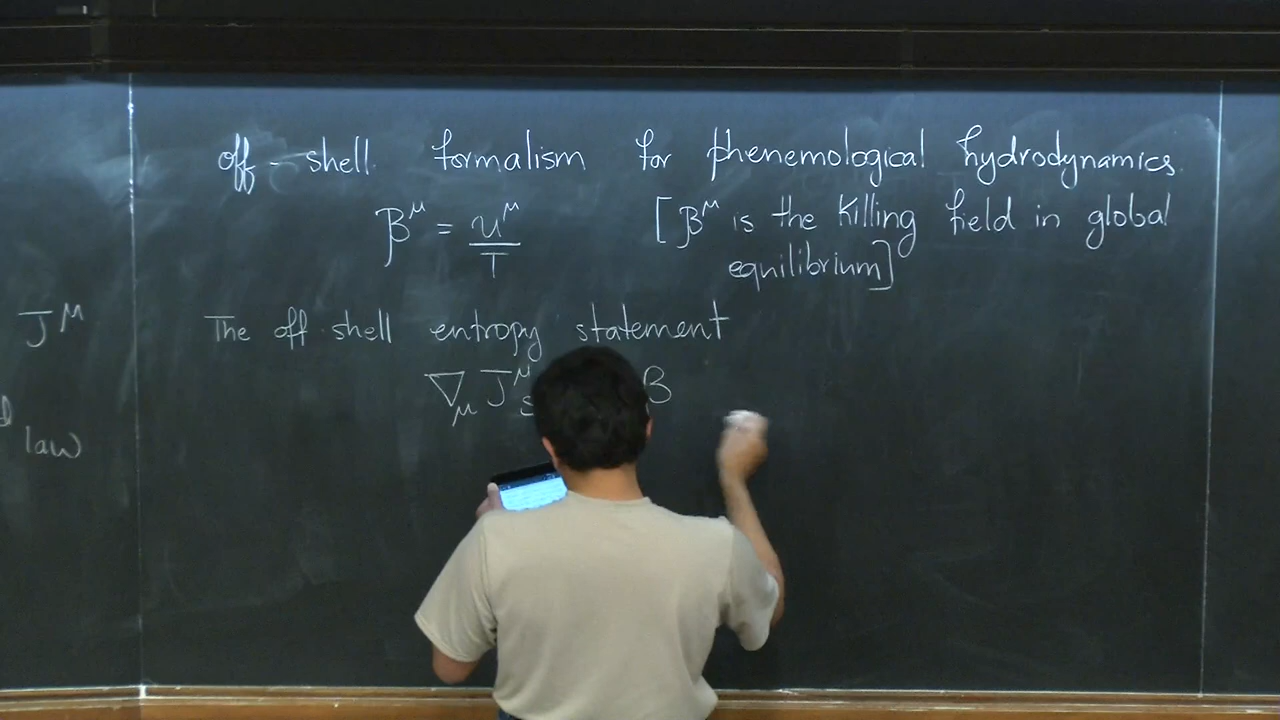 off-shell formalism for phenemological hydrodynamics.
β^μ = u^μ / T
[β^μ is the Killing field in global
equilibrium]
J^μ
The off shell entropy statement
∇_μ J^μ_S β
law